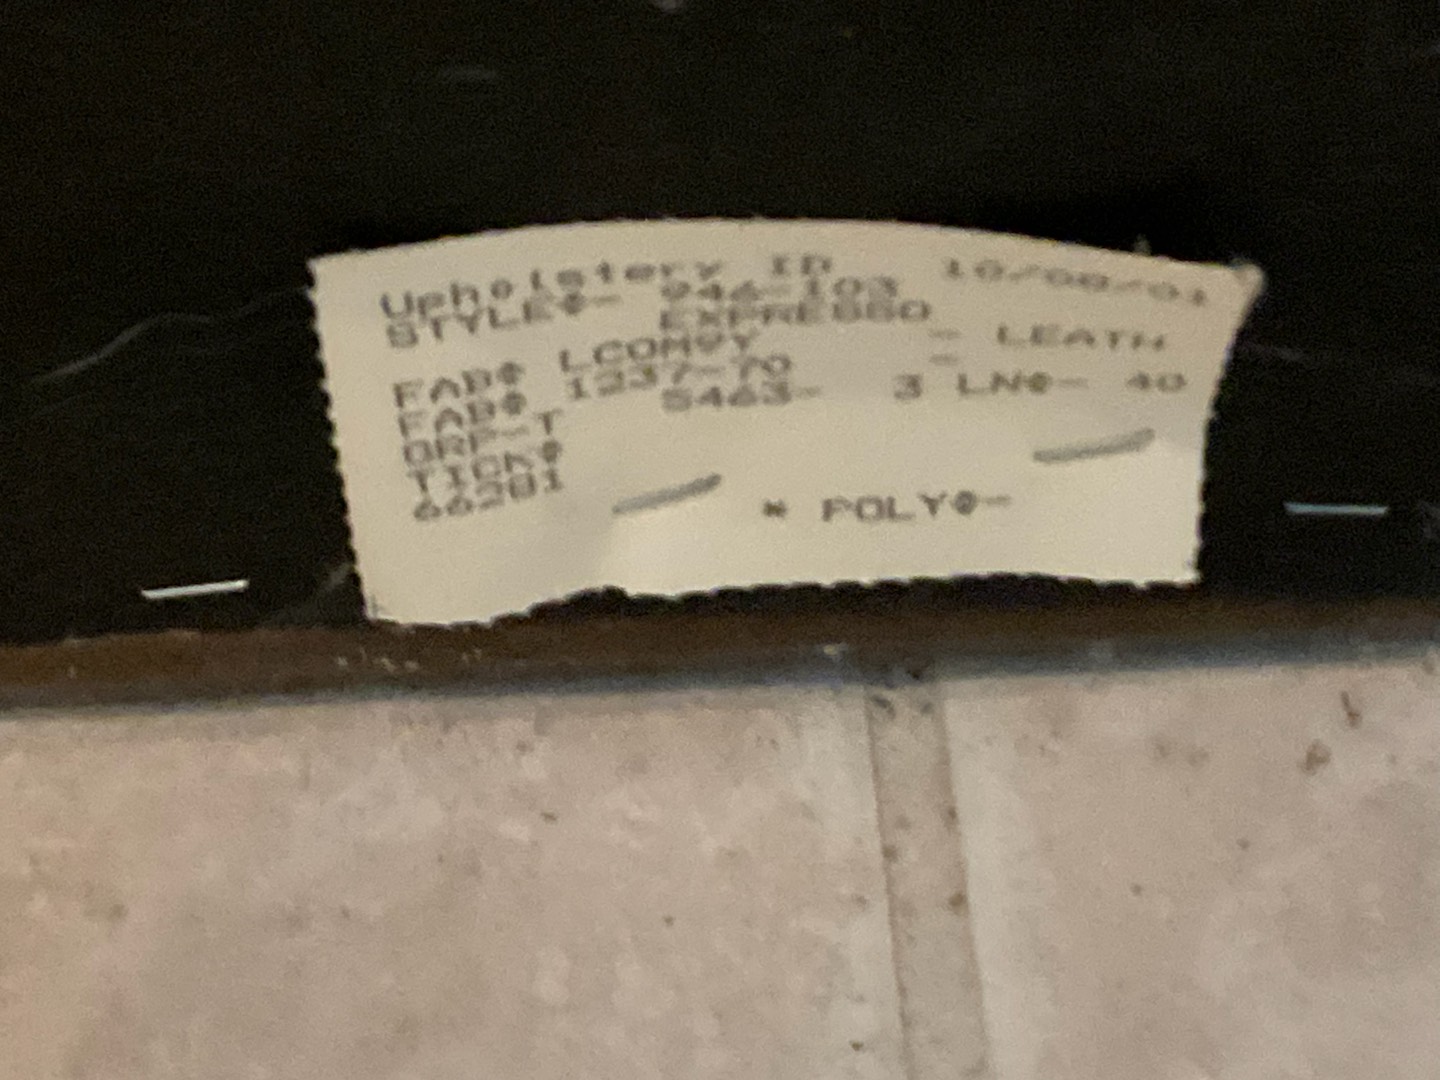 Upholstery ID 10/08/01
STYLE#- 946-103
EXPRESSO
FAB# LCOM#Y - LEATH
FAB# 1237-70 -
ORP-T 5463- 3 LN#- 40
TICK#
66281
* POLY#-